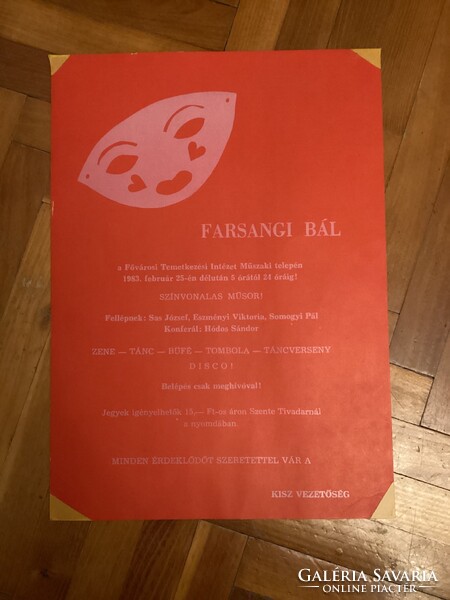 FARSANGI BÁL
a Fővárosi Temetkezési Intézet Műszaki telepén
1983. február 25-én délután 5 órától 24 óráig!
SZÍNVONALAS MŰSOR!
Fellépnek: Sas József, Eszményi Viktória, Somogyi Pál
Konferál: Hódos Sándor
ZENE — TÁNC — BÜFÉ — TOMBOLA — TÁNCVERSENY
DISCO!
Belépés csak meghívóval!
Jegyek igényelhetők 15,— Ft-os áron Szente Tivadarnál
a nyomdában.
MINDEN ÉRDEKLŐDŐT SZERETETTEL VÁR A
KISZ VEZETŐSÉG
GALÉRIA SAVARIA
ONLINE PIACTÉR